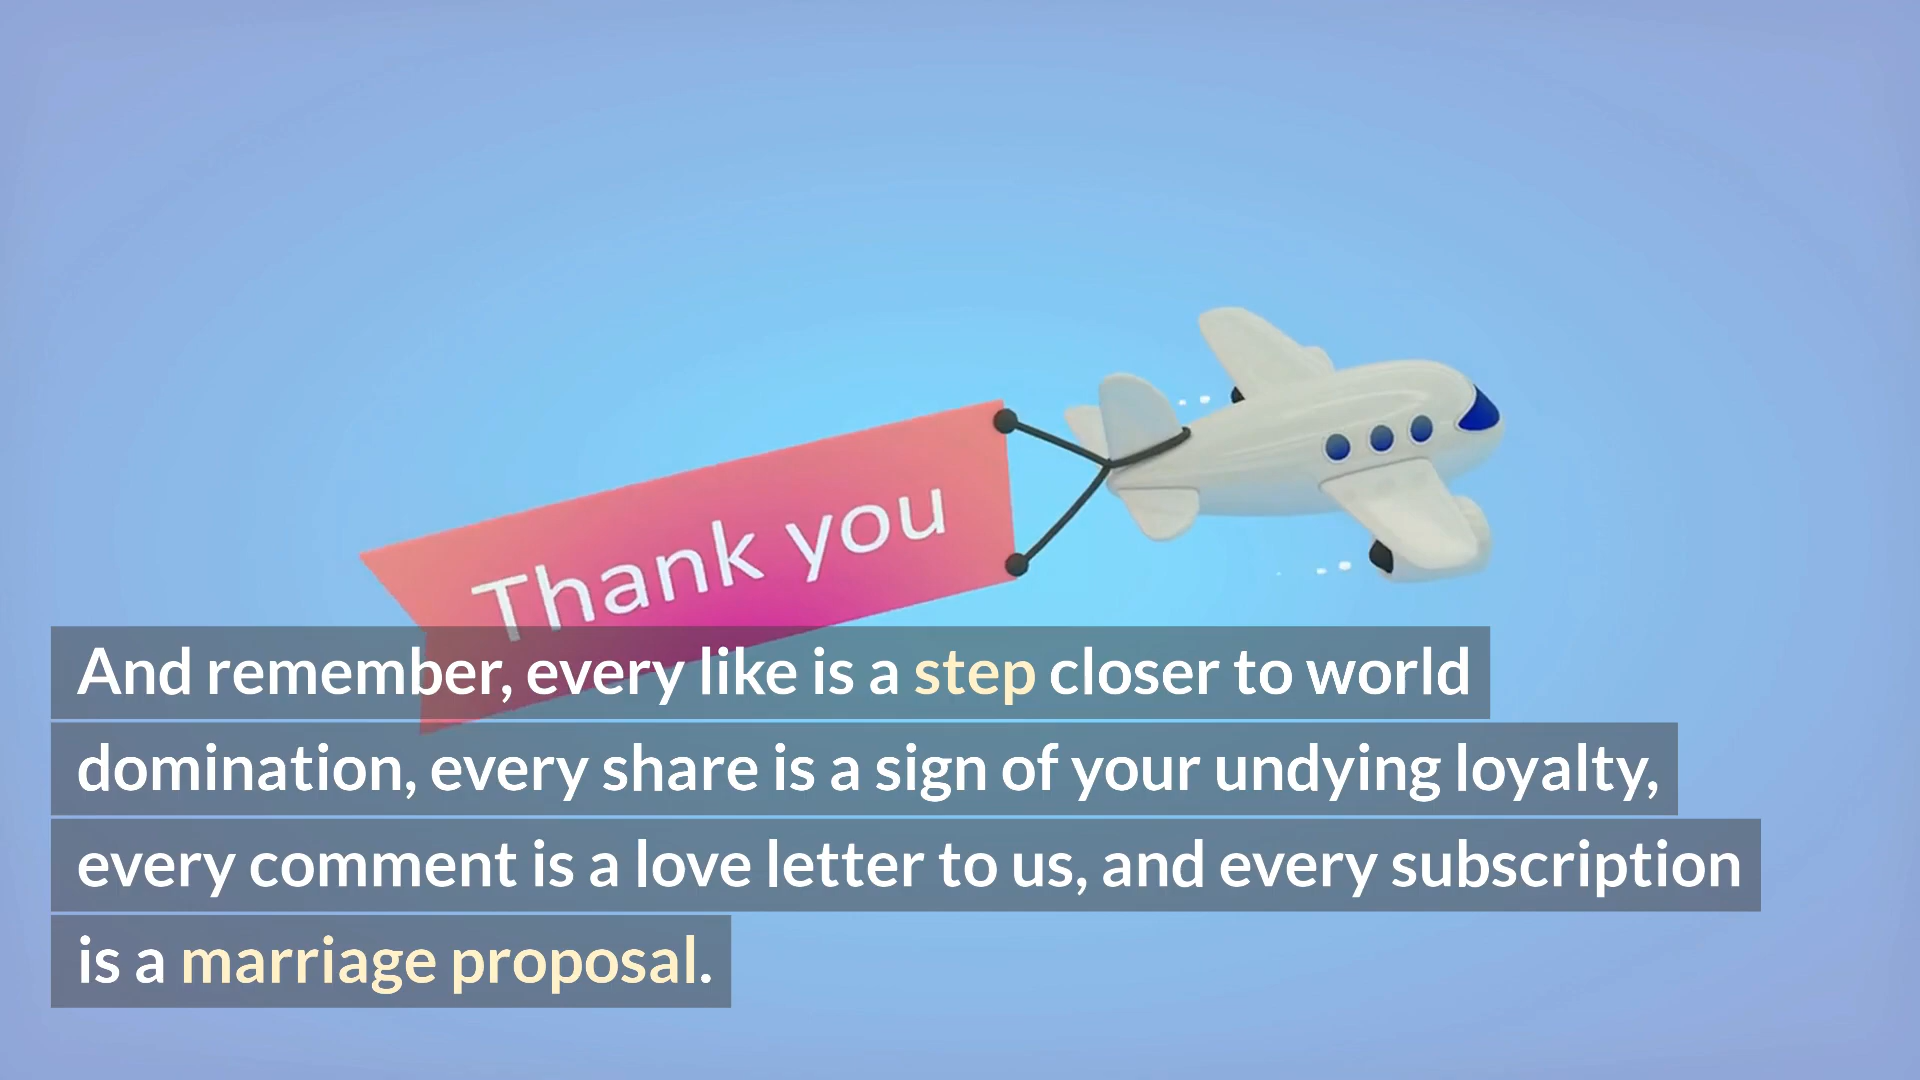 Thank you
And remember, every like is a step closer to world
domination, every share is a sign of your undying loyalty,
every comment is a love letter to us, and every subscription
is a marriage proposal.